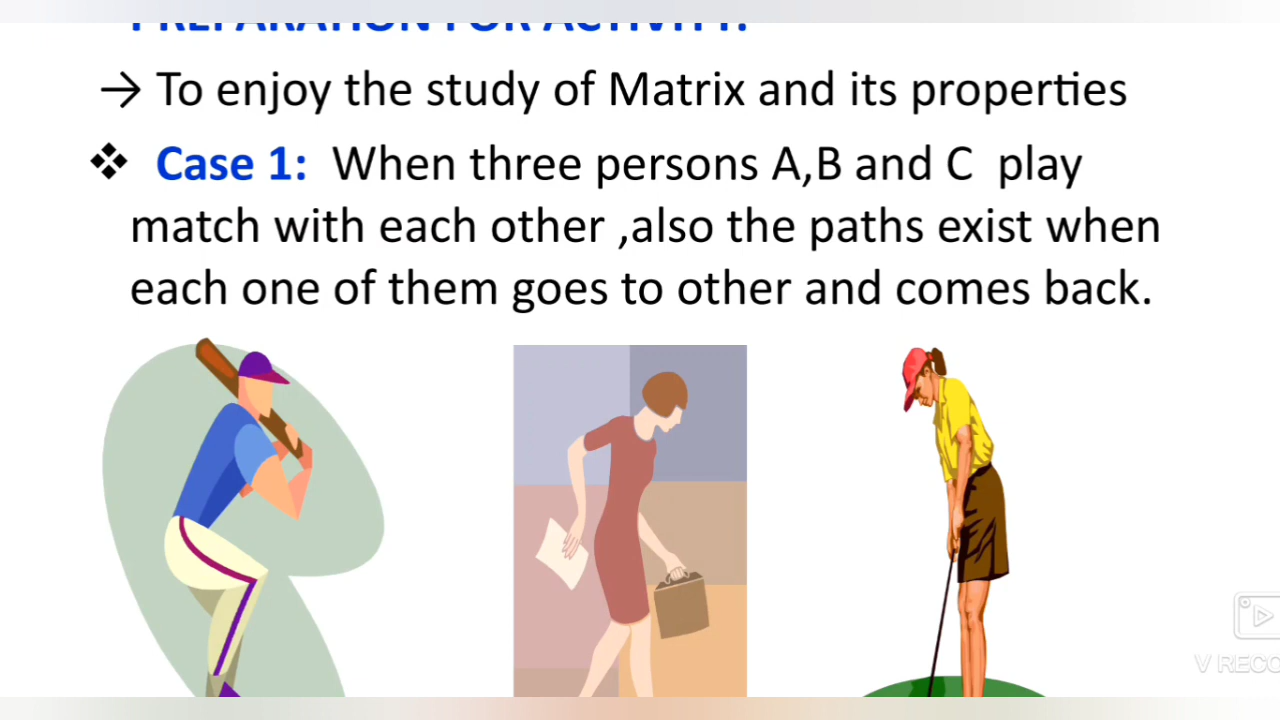 PREPARATION FOR ACTIVITY:
→ To enjoy the study of Matrix and its properties
❖ Case 1: When three persons A,B and C play
match with each other ,also the paths exist when
each one of them goes to other and comes back.
V RECO